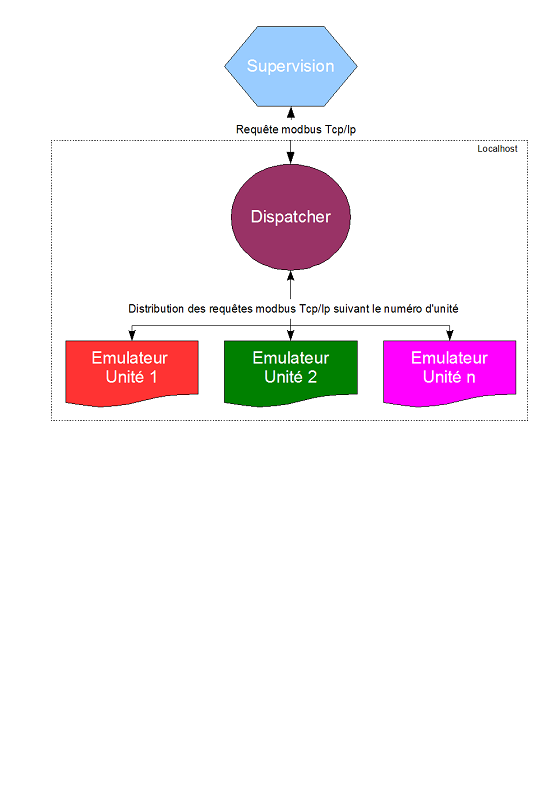 Supervision
Requête modbus Tcp/Ip
Localhost
Dispatcher
Distribution des requêtes modbus Tcp/Ip suivant le numéro d'unité
Emulateur
Unité 1
Emulateur
Unité 2
Emulateur
Unité n